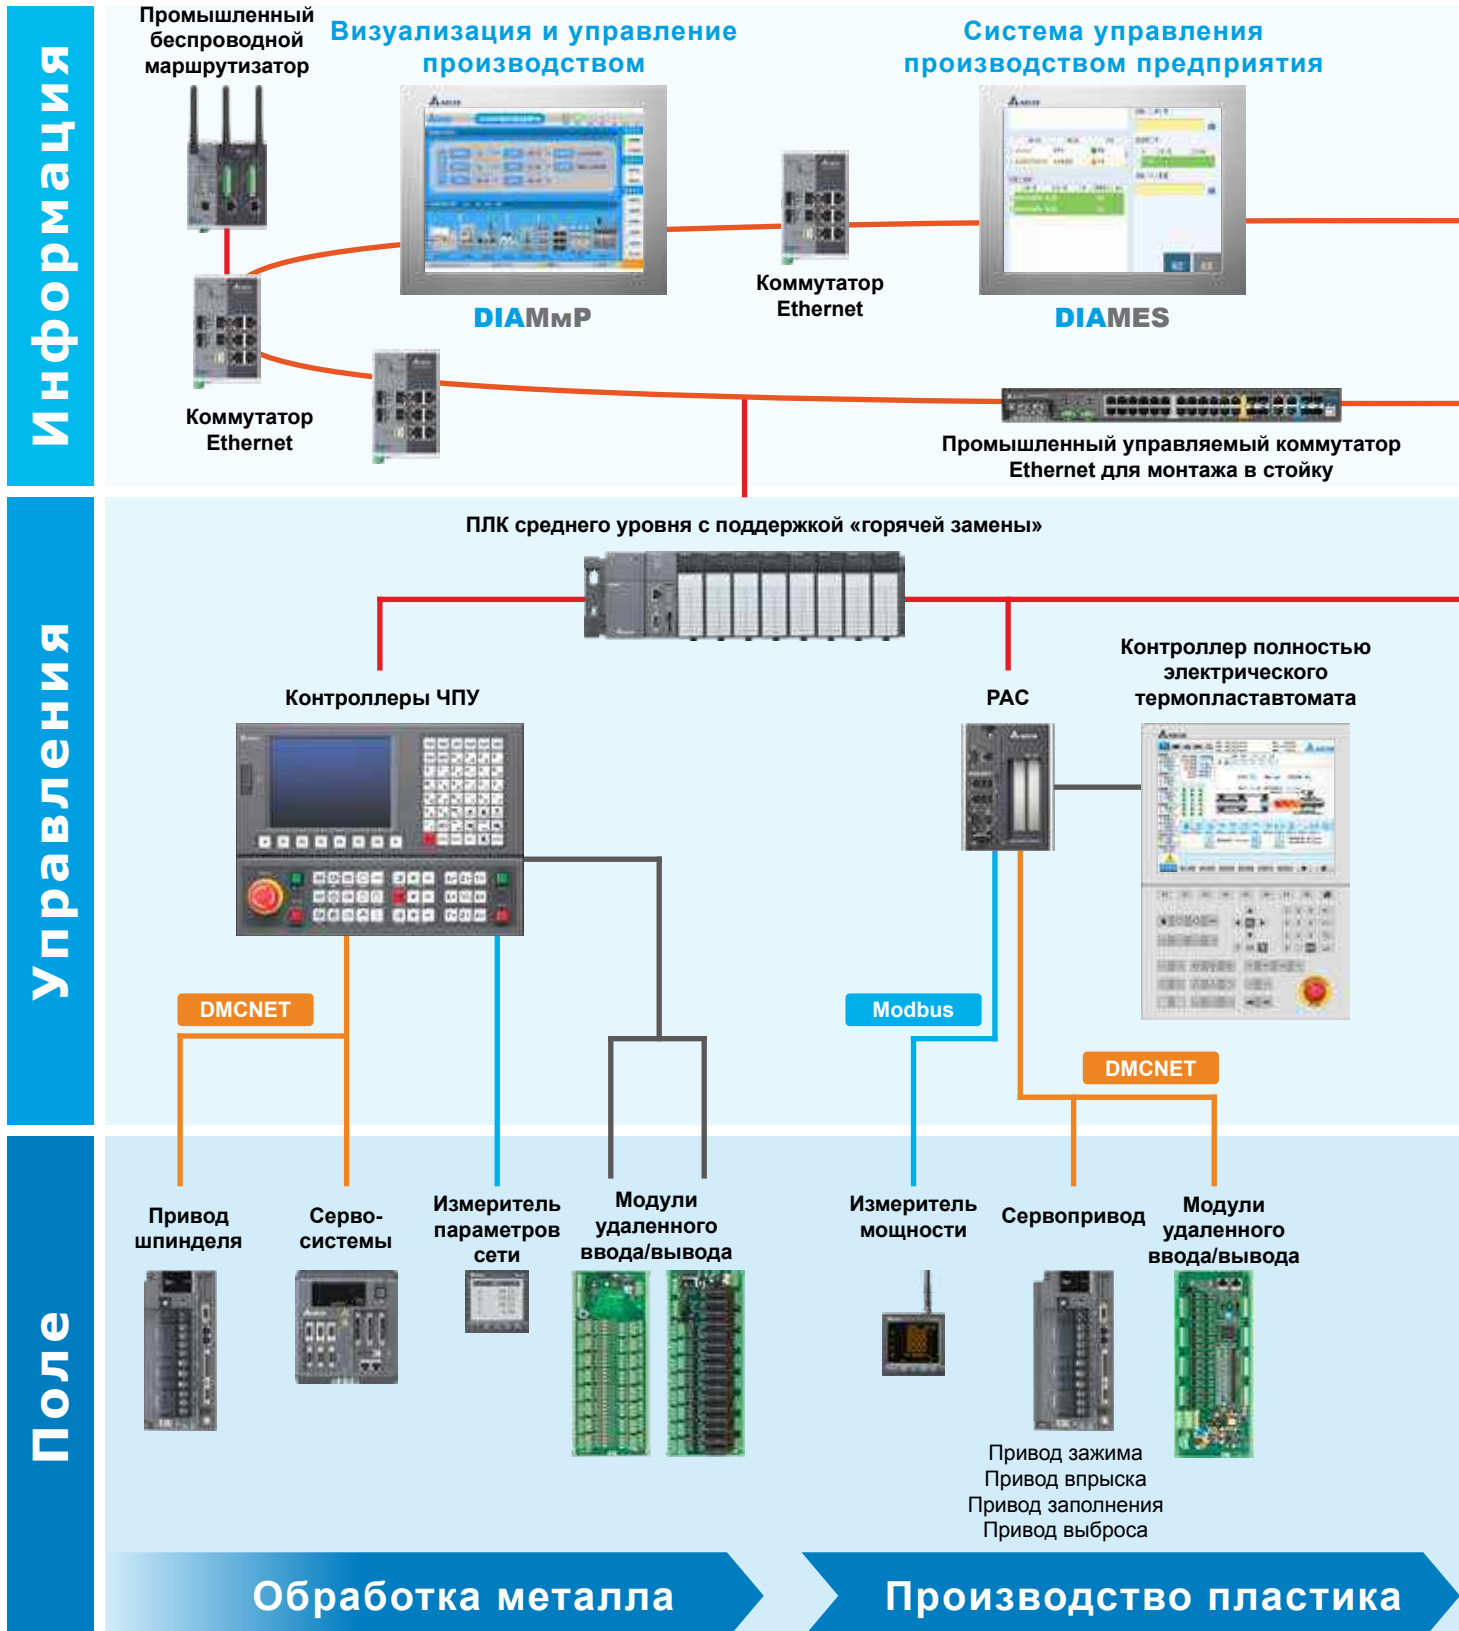 Информация
Промышленный
беспроводной
маршрутизатор
Визуализация и управление
производством
Система управления
производством предприятия
DIAMмP
Коммутатор
Ethernet
DIAMES
Коммутатор
Ethernet
Промышленный управляемый коммутатор
Ethernet для монтажа в стойку
Управления
ПЛК среднего уровня с поддержкой «горячей замены»
Контроллеры ЧПУ
PAC
Контроллер полностью
электрического
термопластавтомата
DMCNET
Modbus
DMCNET
Поле
Привод
шпинделя
Серво-
системы
Измеритель
параметров
сети
Модули
удаленного
ввода/вывода
Измеритель
мощности
Сервопривод
Модули
удаленного
ввода/вывода
Привод зажима
Привод впрыска
Привод заполнения
Привод выброса
Обработка металла
Производство пластика